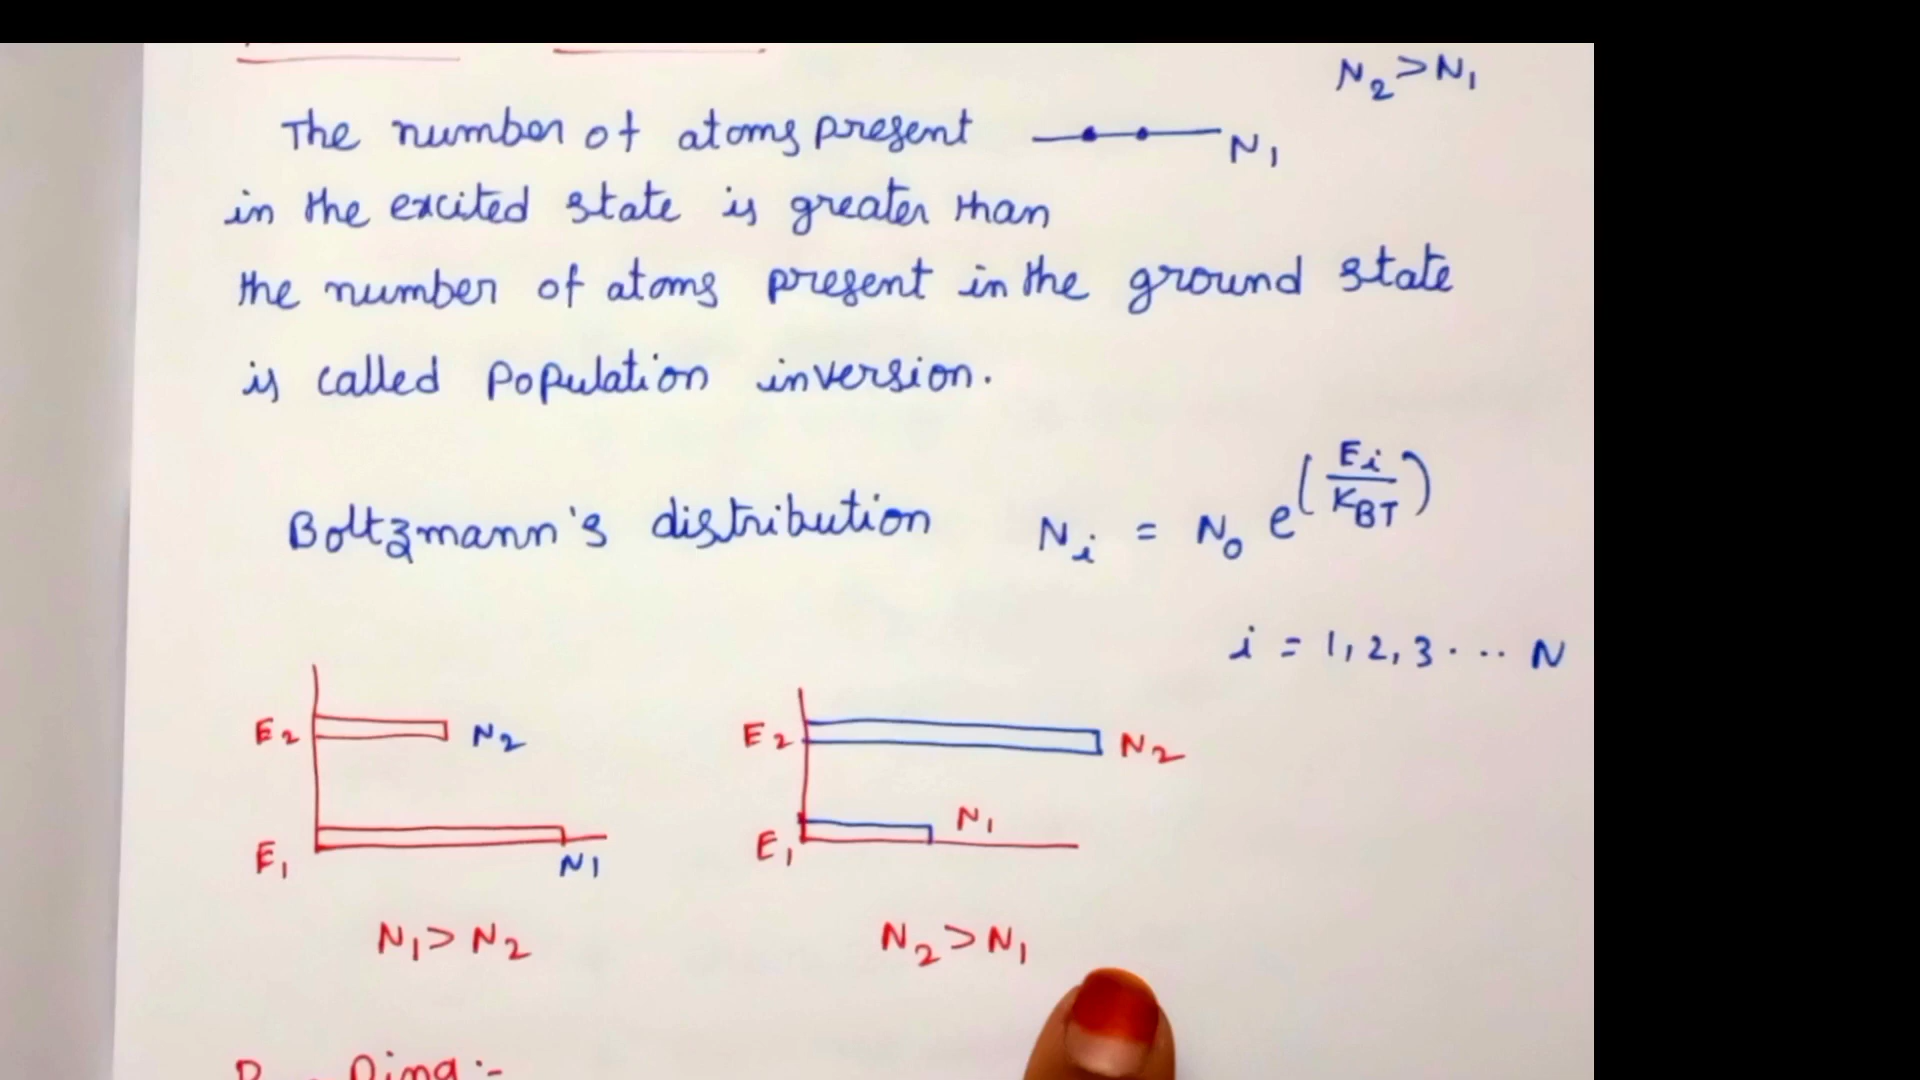 N₂ > N₁
The number of atoms present
N₁
in the excited state is greater than
the number of atoms present in the ground state
is called Population inversion.
Boltzmann's distribution Nᵢ = N₀ e^(Eᵢ/K_BT)
i = 1, 2, 3 ... N
E₂ N₂
E₁ N₁
N₁ > N₂
E₂ N₂
E₁ N₁
N₂ > N₁